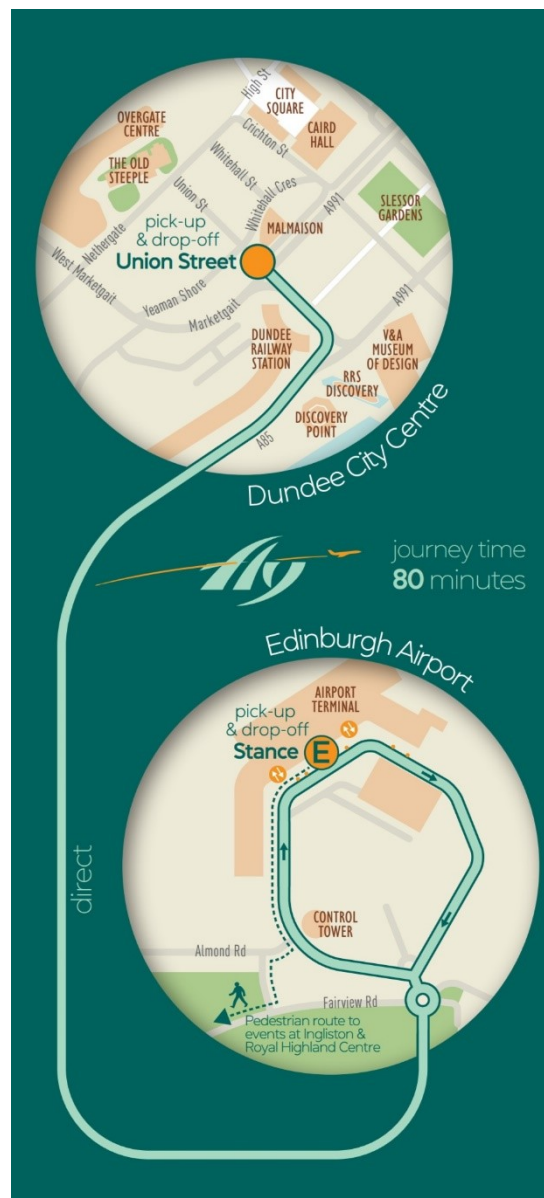 High St
CITY
SQUARE
OVERGATE
CENTRE
Crichton St
CAIRD
HALL
THE OLD
STEEPLE
Whitehall St
Union St
Whitehall Cres
A991
SLESSOR
GARDENS
Nethergate
pick-up
& drop-off
Union Street
MALMAISON
West Marketgait
Yeaman Shore
Marketgait
A991
DUNDEE
RAILWAY
STATION
V&A
MUSEUM
OF DESIGN
RRS
DISCOVERY
DISCOVERY
POINT
A85
Dundee City Centre
fly
journey time
80 minutes
Edinburgh Airport
AIRPORT
TERMINAL
pick-up
& drop-off
Stance E
direct
CONTROL
TOWER
Almond Rd
Fairview Rd
Pedestrian route to
events at Ingliston &
Royal Highland Centre